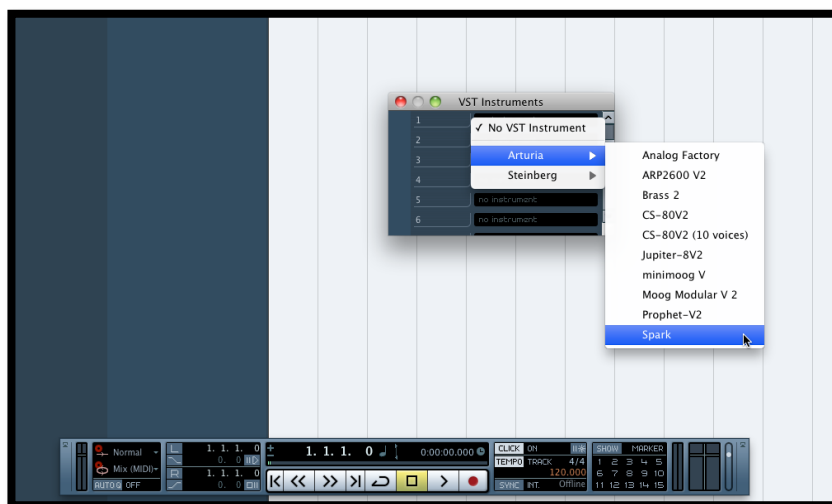 VST Instruments
1
✓ No VST Instrument
2
3
Arturia
4
Steinberg
5 no instrument
6 no instrument
Analog Factory
ARP2600 V2
Brass 2
CS-80V2
CS-80V2 (10 voices)
Jupiter-8V2
minimoog V
Moog Modular V 2
Prophet-V2
Spark
Normal
Mix (MIDI)
AUTO Q OFF
L 1. 1. 1. 0
0. 0
R 1. 1. 1. 0
0. 0
1. 1. 1. 0
0:00:00.000
CLICK ON
TEMPO TRACK 4/4
120.000
SYNC INT. Offline
SHOW MARKER
1 2 3 4 5
6 7 8 9 10
11 12 13 14 15